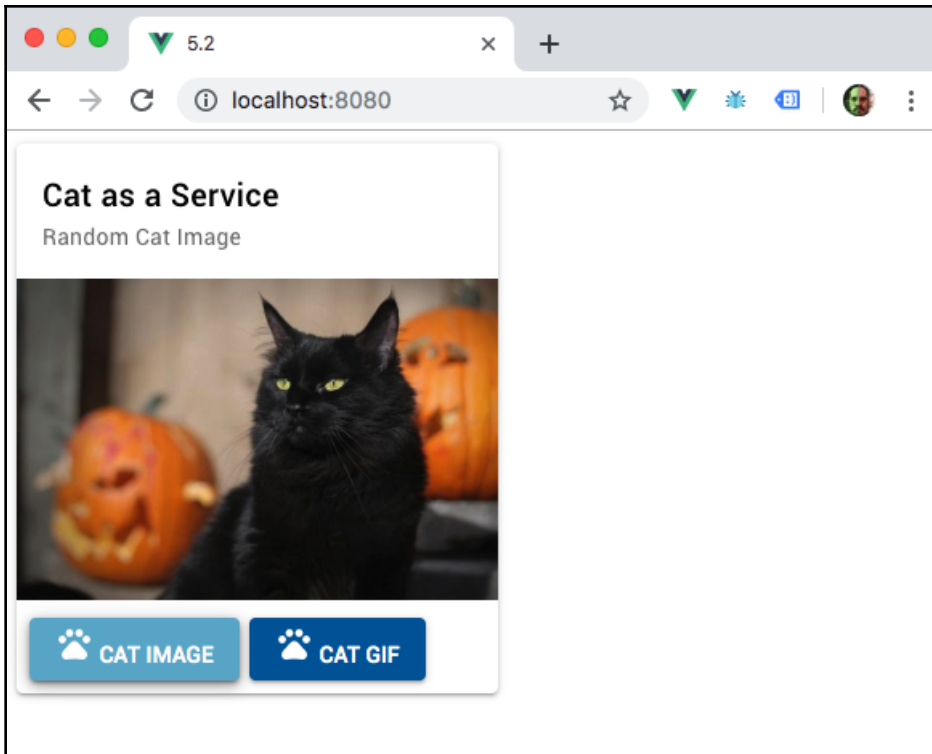 5.2
localhost:8080
Cat as a Service
Random Cat Image
CAT IMAGE
CAT GIF